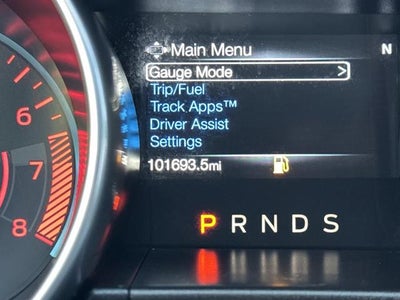 Main Menu
N
Gauge Mode >
Trip/Fuel
Track Apps™
Driver Assist
Settings
101693.5mi
P R N D S
6
7
8